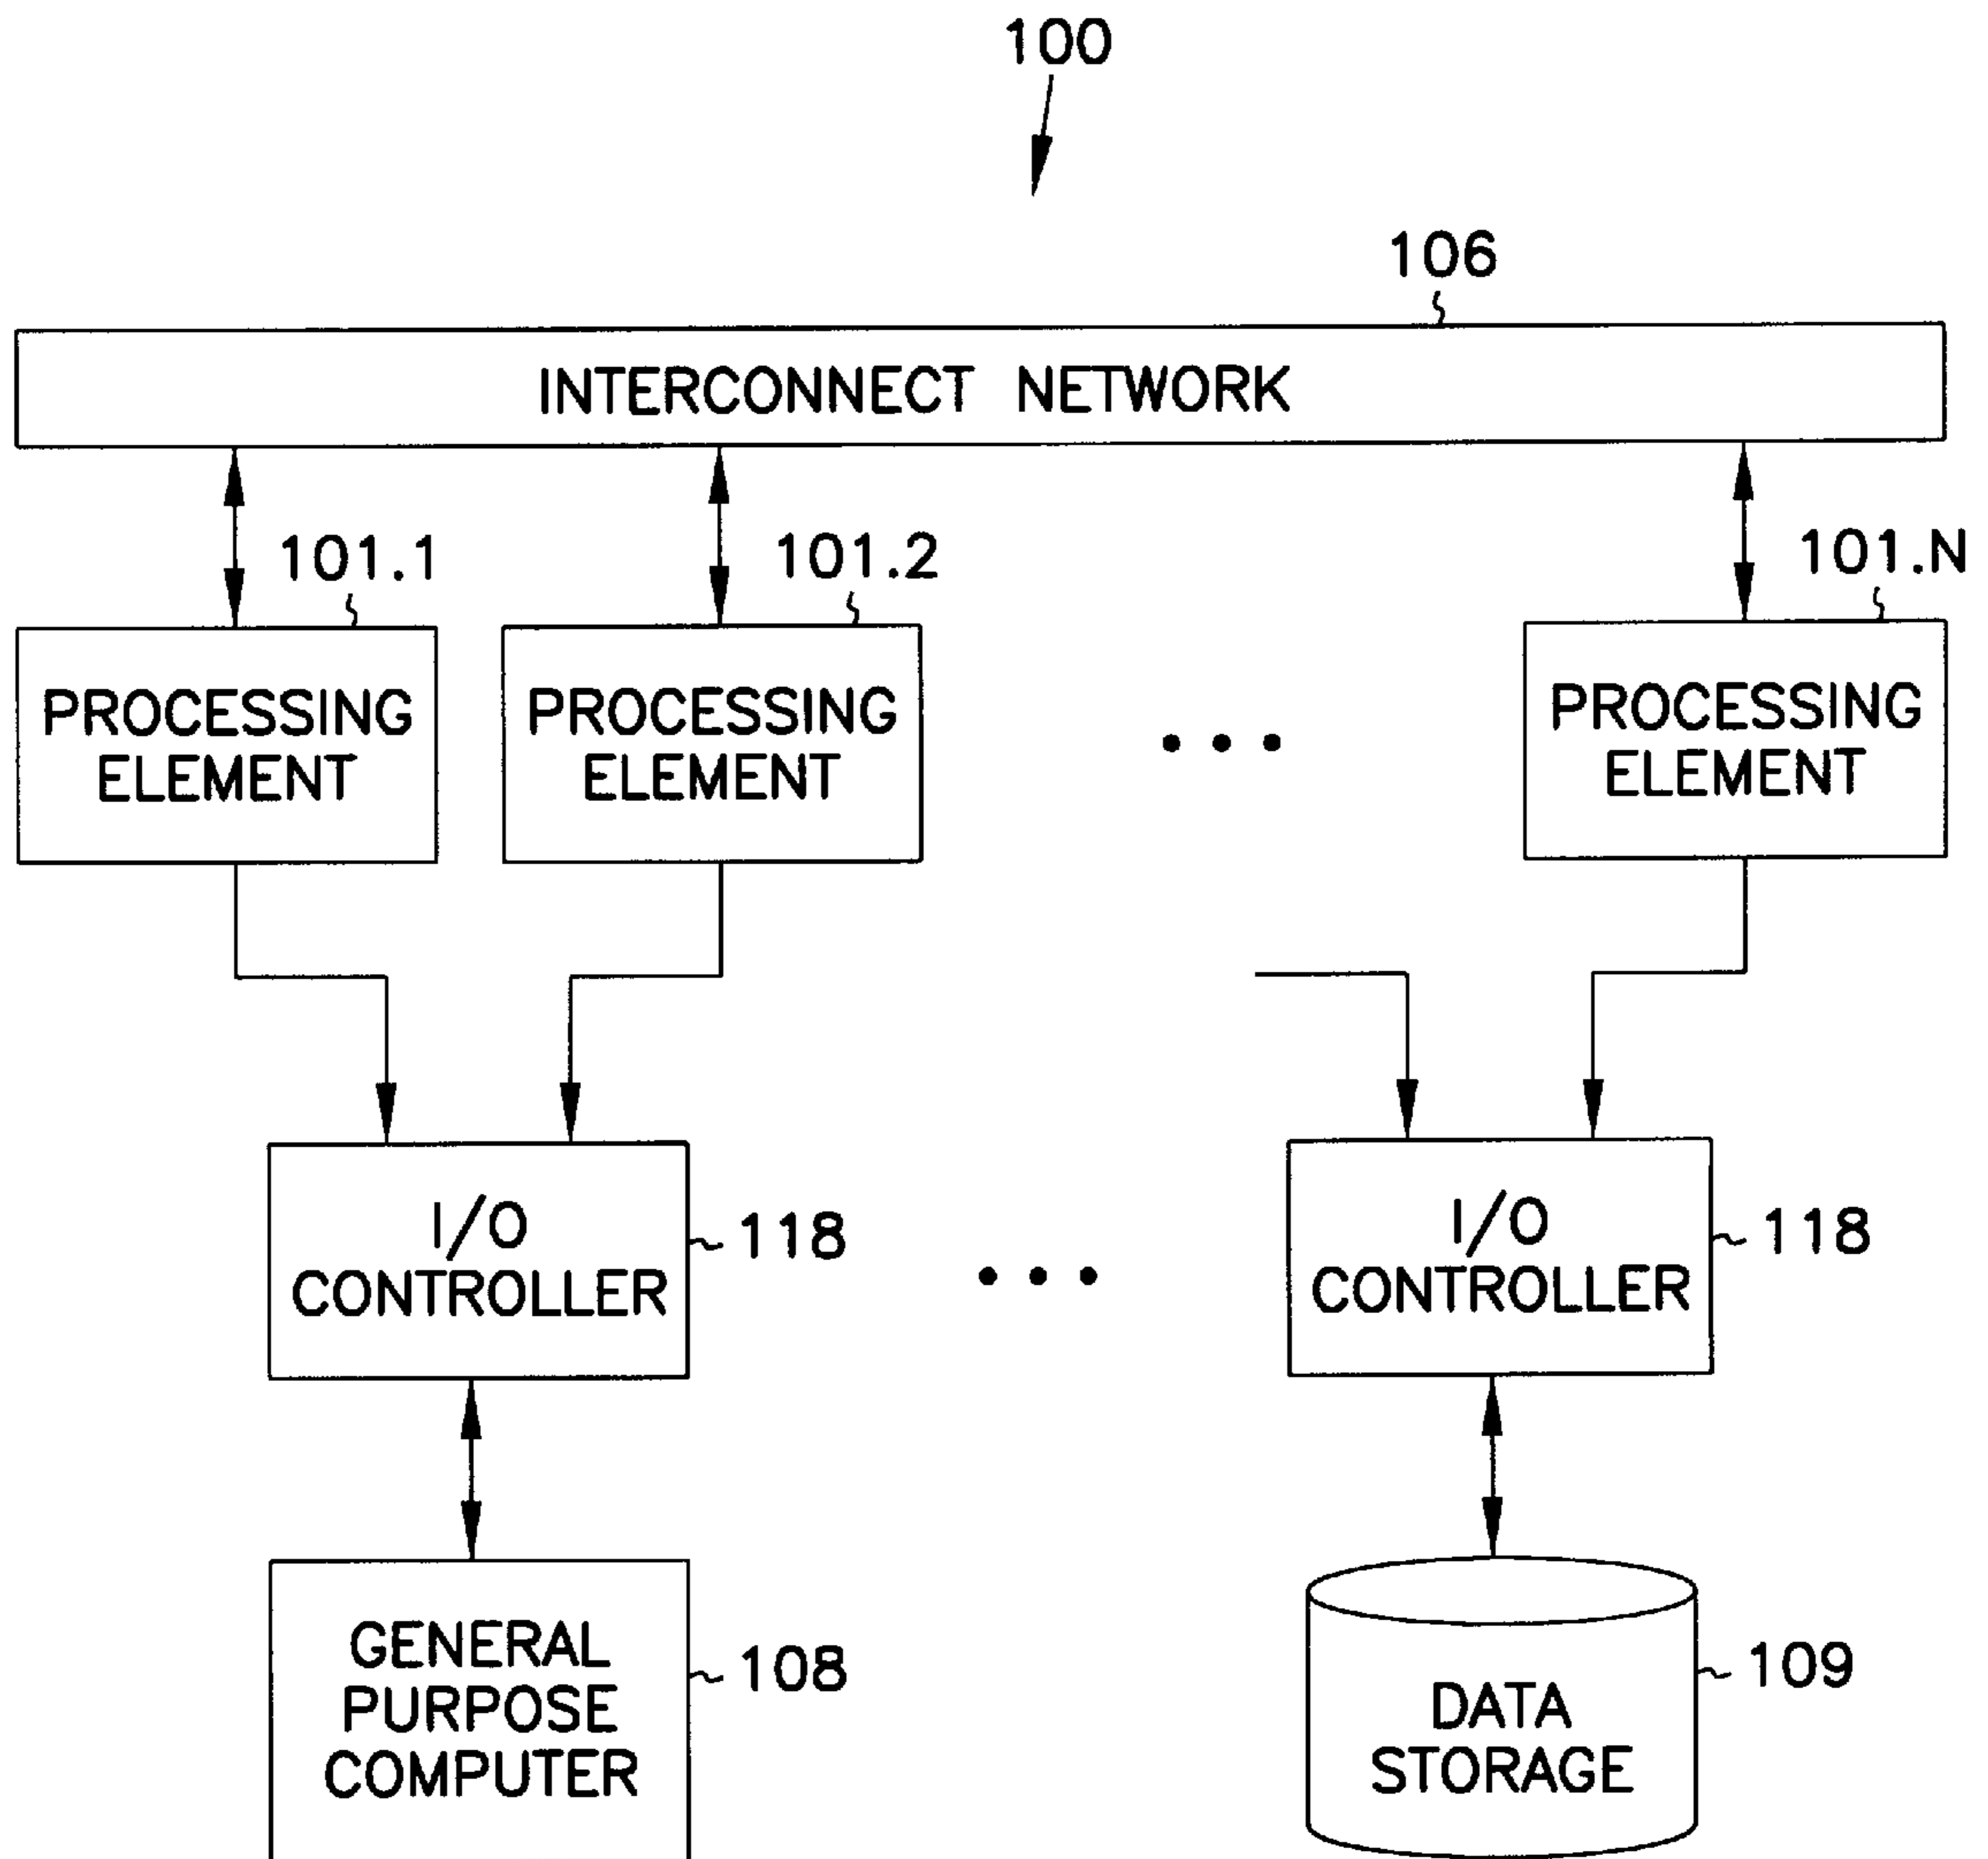 100
106
INTERCONNECT NETWORK
101.1
101.2
101.N
PROCESSING
ELEMENT
PROCESSING
ELEMENT
PROCESSING
ELEMENT
I/O
CONTROLLER
118
I/O
CONTROLLER
118
GENERAL
PURPOSE
COMPUTER
108
DATA
STORAGE
109